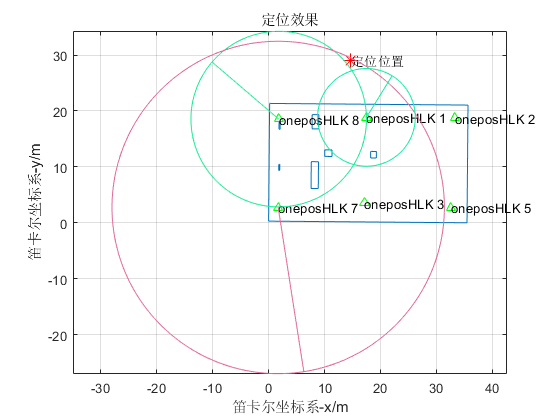 定位效果
定位位置
oneposHLK 8
oneposHLK 1
oneposHLK 2
oneposHLK 7
oneposHLK 3
oneposHLK 5
30
20
10
0
-10
-20
-30
-20
-10
0
10
20
30
40
笛卡尔坐标系-y/m
笛卡尔坐标系-x/m